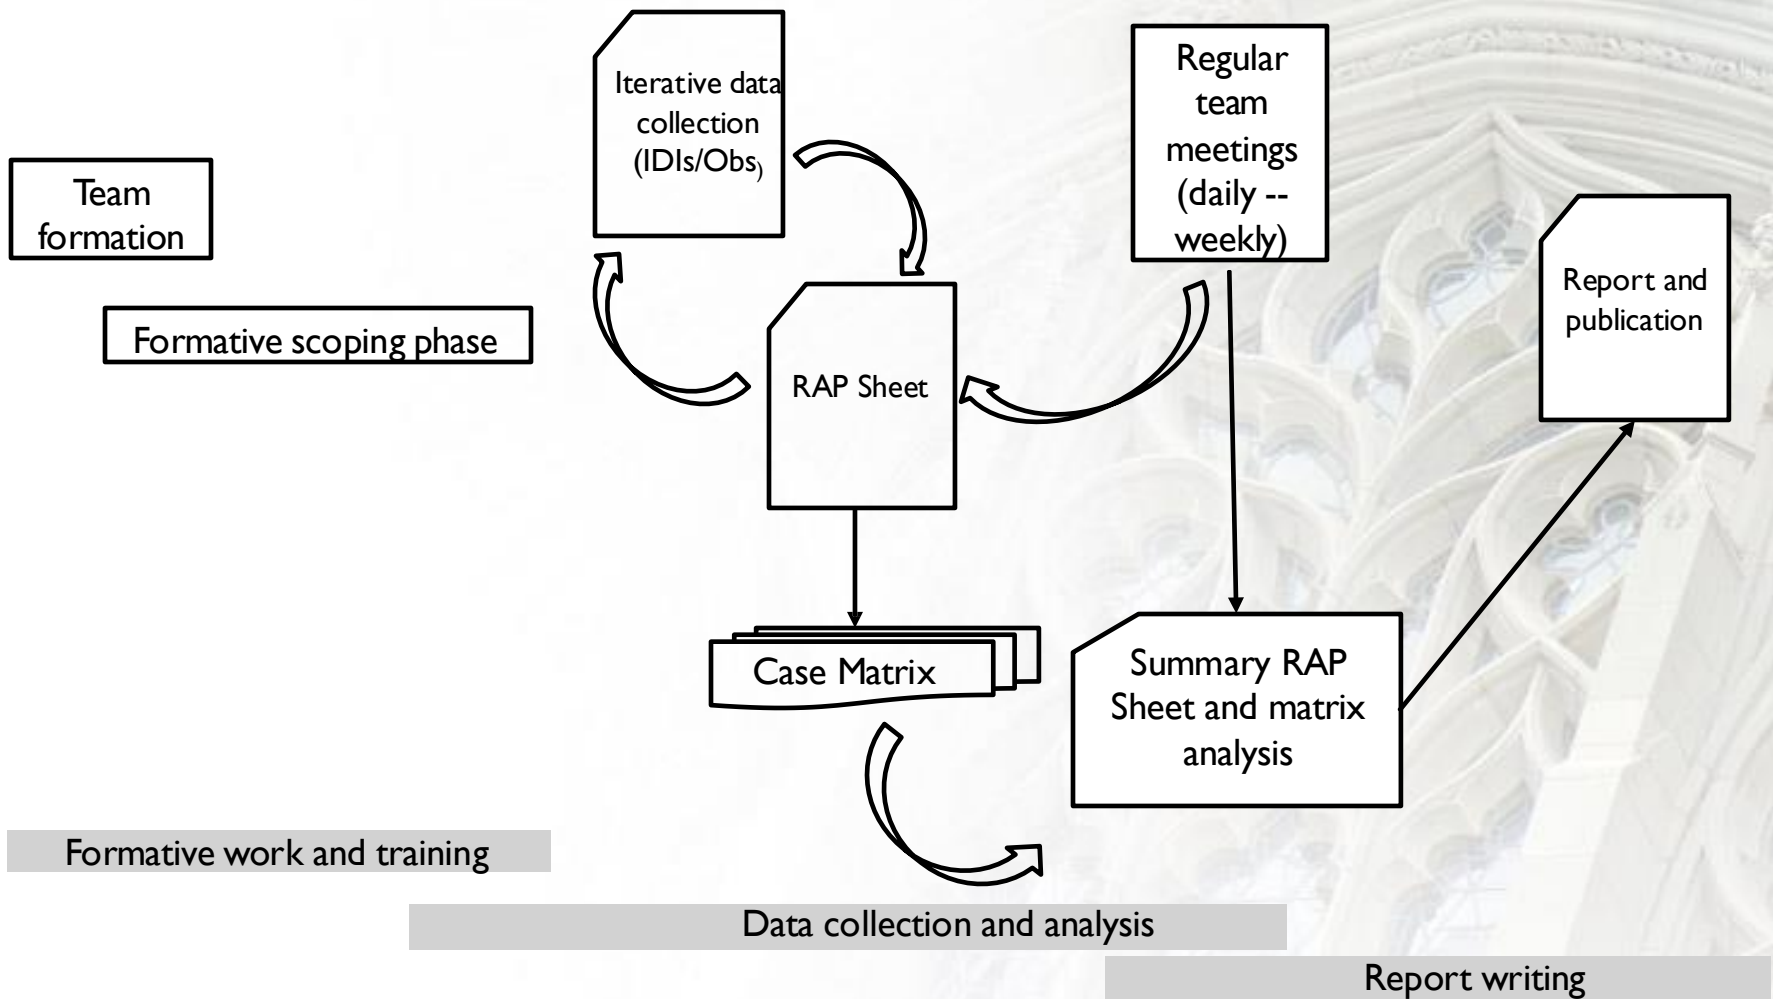 Team
formation
Formative scoping phase
Iterative data
collection
(IDIs/Obs)
RAP Sheet
Case Matrix
Regular
team
meetings
(daily --
weekly)
Summary RAP
Sheet and matrix
analysis
Report and
publication
Formative work and training
Data collection and analysis
Report writing